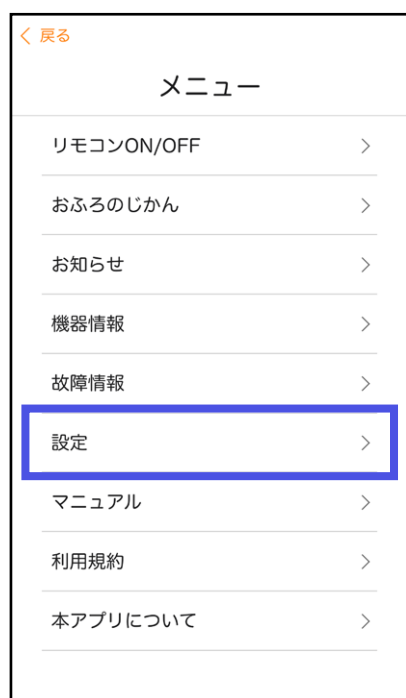 戻る
メニュー
リモコンON/OFF
おふろのじかん
お知らせ
機器情報
故障情報
設定
マニュアル
利用規約
本アプリについて